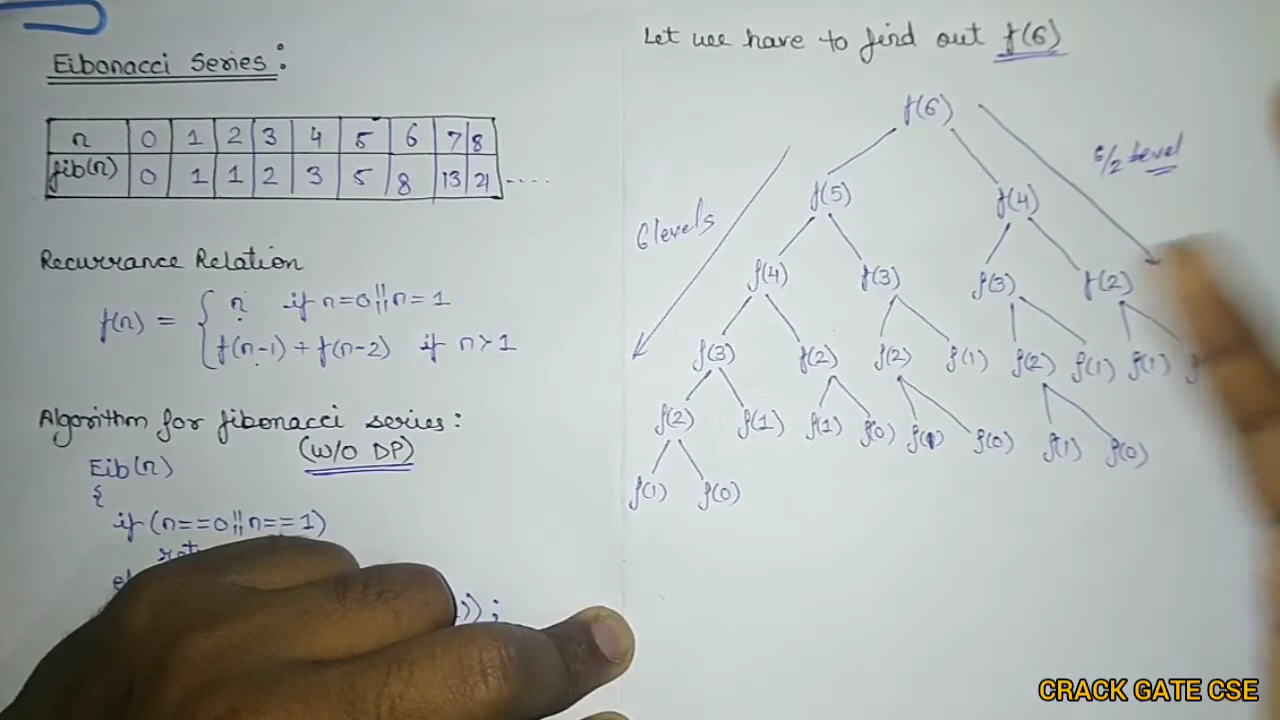 Fibonacci Series :
n 0 1 2 3 4 5 6 7 8
fib(n) 0 1 1 2 3 5 8 13 21 ....
Recurrance Relation
f(n) = { n if n=0 || n=1
f(n-1) + f(n-2) if n>1
Algorithm for fibonacci series :
(W/O DP)
Fib(n)
{
if (n==0 || n==1)
)) ;
Let we have to find out f(6)
f(6)
6/2 Level
f(5) f(4)
6 levels
f(4) f(3) f(3) f(2)
f(3) f(2) f(2) f(1) f(2) f(1) f(1)
f(2) f(1) f(1) f(0) f(1) f(0) f(1) f(0)
f(1) f(0)
CRACK GATE CSE